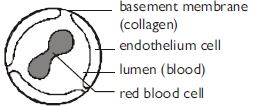 basement membrane
(collagen)
endothelium cell
lumen (blood)
red blood cell